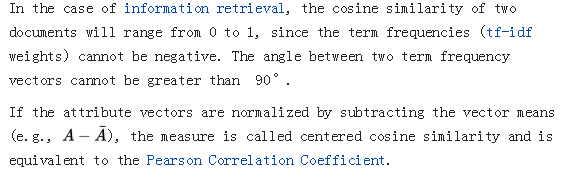 In the case of information retrieval, the cosine similarity of two
documents will range from 0 to 1, since the term frequencies (tf-idf
weights) cannot be negative. The angle between two term frequency
vectors cannot be greater than 90°.
If the attribute vectors are normalized by subtracting the vector means
(e.g., A − Ā), the measure is called centered cosine similarity and is
equivalent to the Pearson Correlation Coefficient.